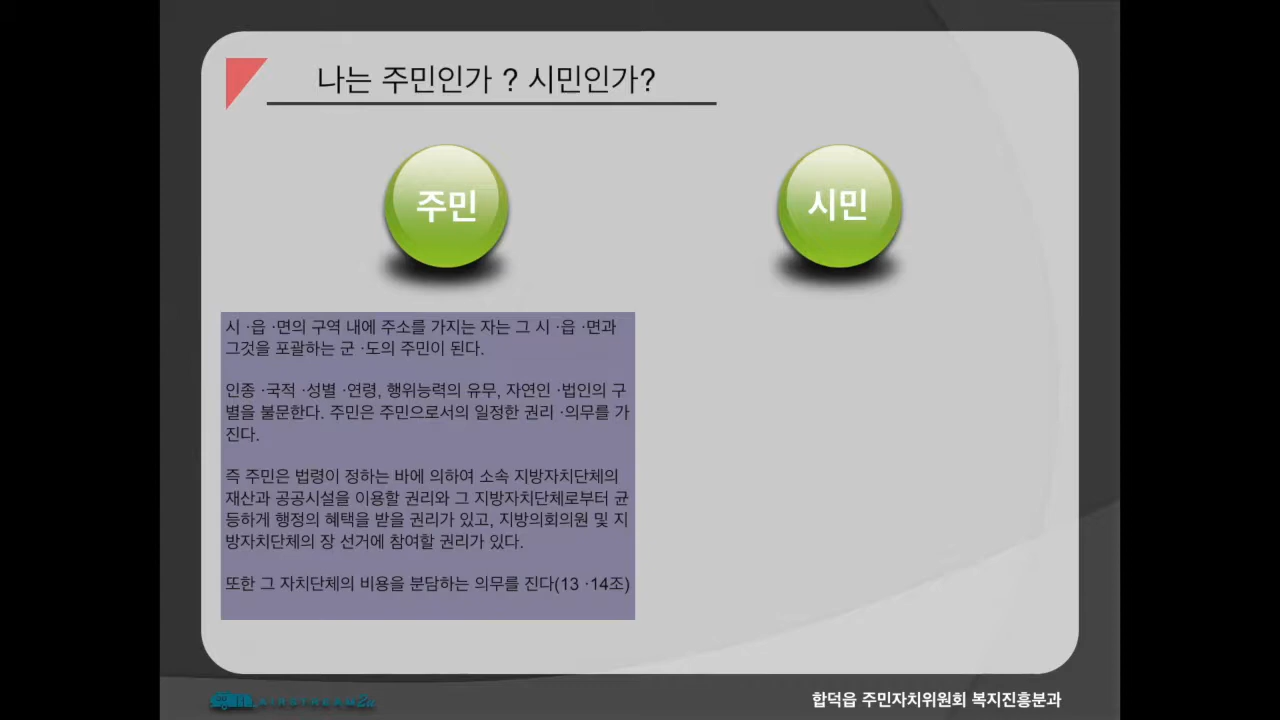 나는 주민인가 ? 시민인가?
주민
시민
시 ·읍 ·면의 구역 내에 주소를 가지는 자는 그 시 ·읍 ·면과
그것을 포괄하는 군 ·도의 주민이 된다.
인종 ·국적 ·성별 ·연령, 행위능력의 유무, 자연인 ·법인의 구
별을 불문한다. 주민은 주민으로서의 일정한 권리 ·의무를 가
진다.
즉 주민은 법령이 정하는 바에 의하여 소속 지방자치단체의
재산과 공공시설을 이용할 권리와 그 지방자치단체로부터 균
등하게 행정의 혜택을 받을 권리가 있고, 지방의회의원 및 지
방자치단체의 장 선거에 참여할 권리가 있다.
또한 그 자치단체의 비용을 분담하는 의무를 진다(13 ·14조)
AIRSTREAM2u
합덕읍 주민자치위원회 복지진흥분과